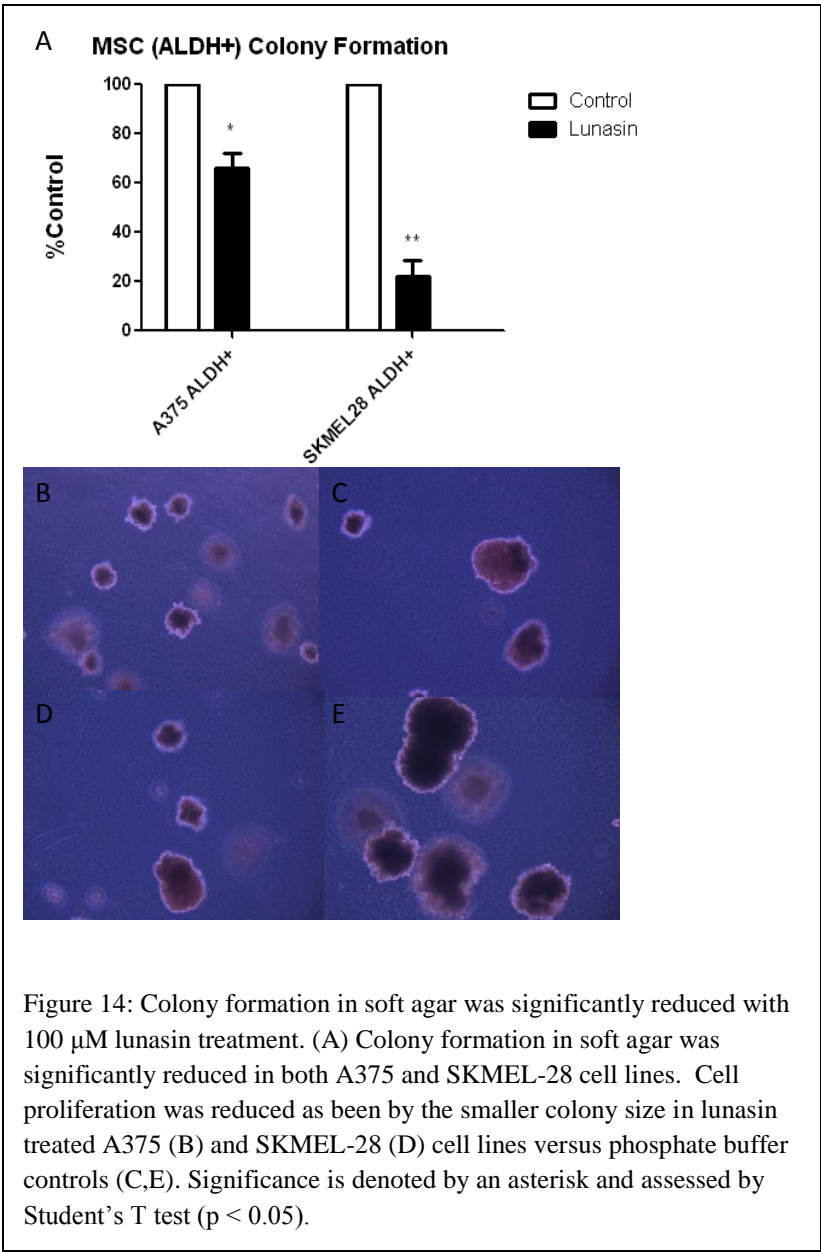 A
MSC (ALDH+) Colony Formation
100
80
60
40
20
0
%Control
*
**
Control
Lunasin
A375 ALDH+
SKMEL28 ALDH+
B
C
D
E
Figure 14: Colony formation in soft agar was significantly reduced with
100 μM lunasin treatment. (A) Colony formation in soft agar was
significantly reduced in both A375 and SKMEL-28 cell lines.  Cell
proliferation was reduced as been by the smaller colony size in lunasin
treated A375 (B) and SKMEL-28 (D) cell lines versus phosphate buffer
controls (C,E). Significance is denoted by an asterisk and assessed by
Student’s T test (p < 0.05).